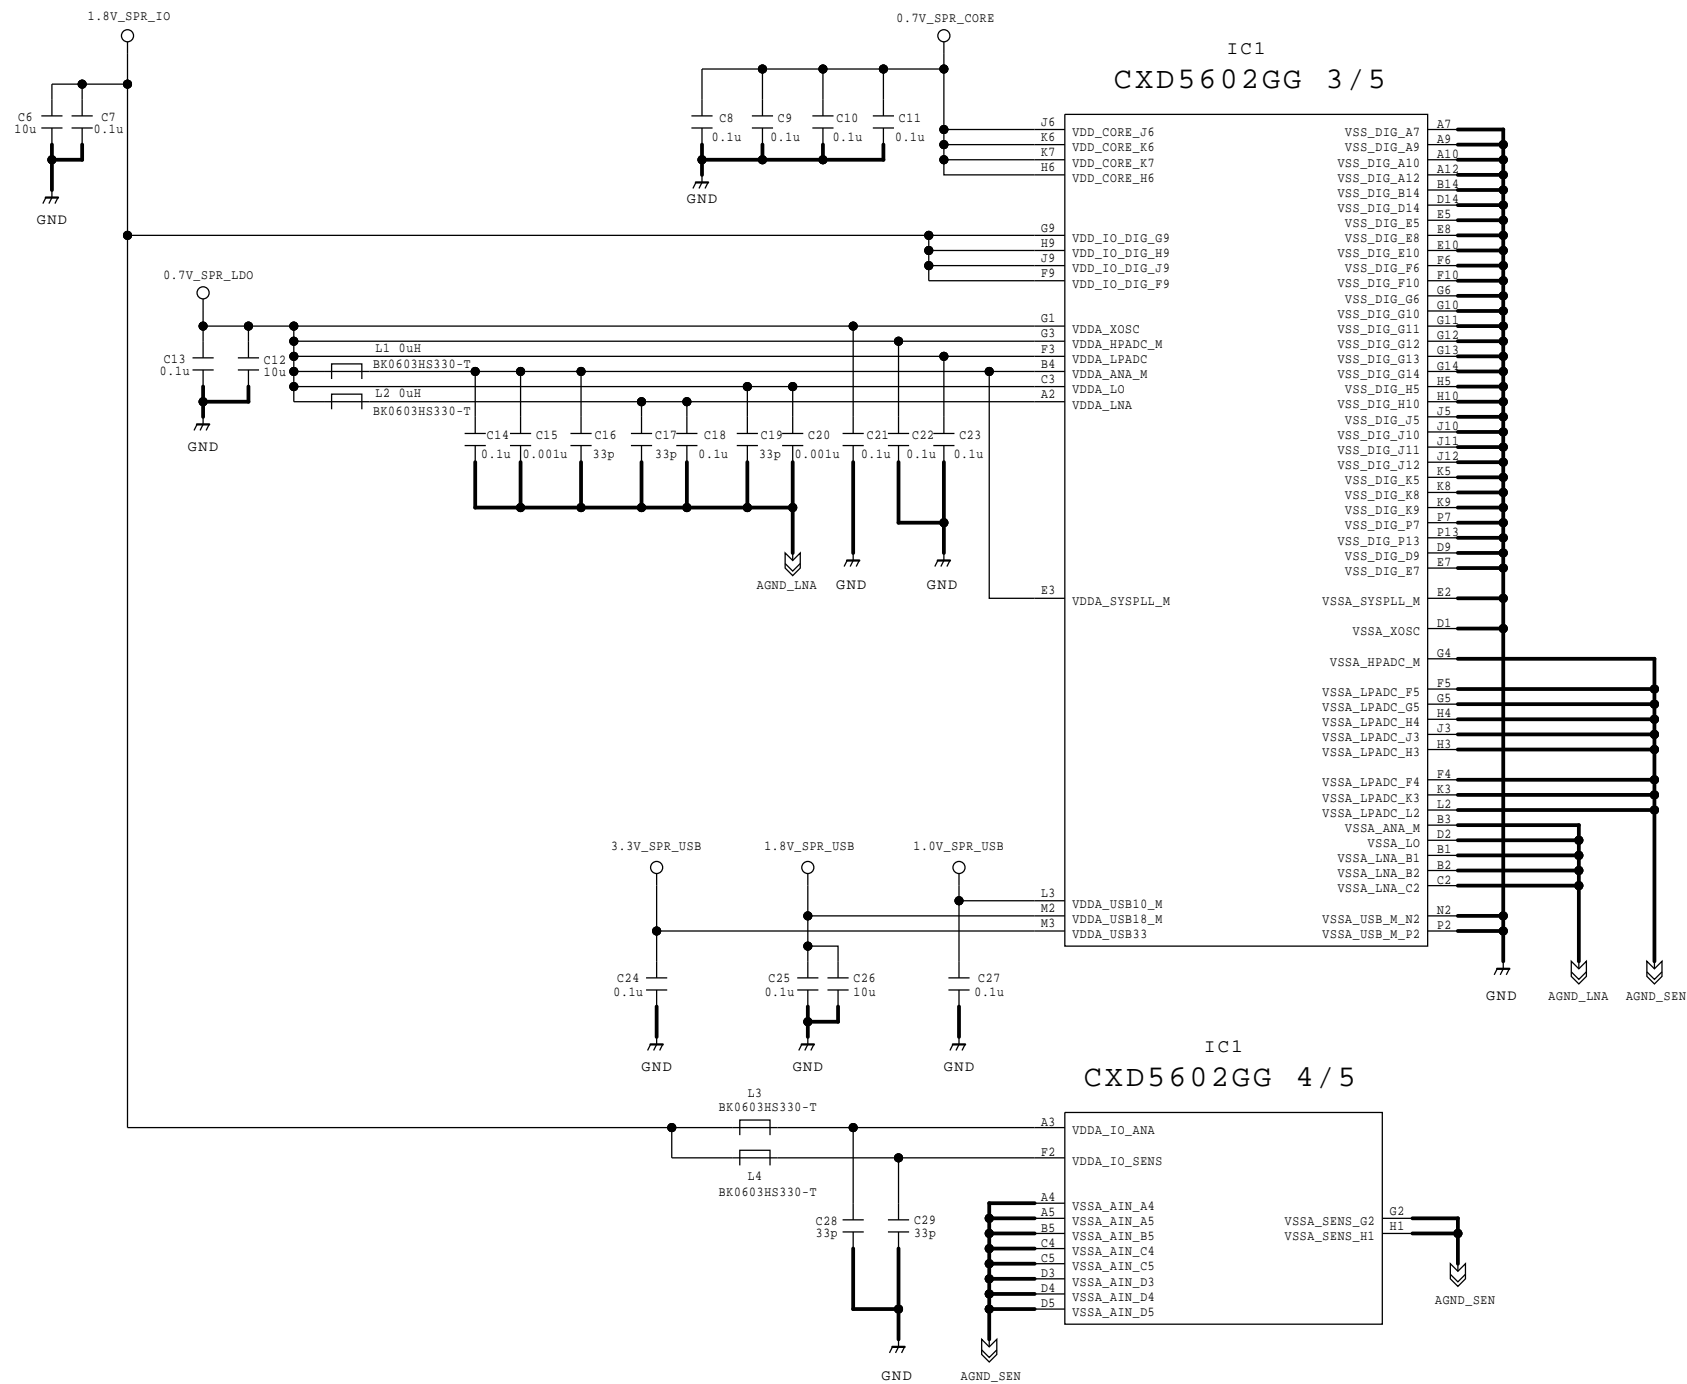 1.8V_SPR_IO
0.7V_SPR_CORE
IC1
CXD5602GG 3/5
C6
10u
C7
0.1u
GND
C8
0.1u
C9
0.1u
C10
0.1u
C11
0.1u
GND
J6
K6
K7
H6
VDD_CORE_J6
VDD_CORE_K6
VDD_CORE_K7
VDD_CORE_H6
G9
H9
J9
F9
VDD_IO_DIG_G9
VDD_IO_DIG_H9
VDD_IO_DIG_J9
VDD_IO_DIG_F9
0.7V_SPR_LDO
C13
0.1u
C12
10u
GND
L1 0uH
BK0603HS330-T
L2 0uH
BK0603HS330-T
G1
G3
F3
B4
C3
A2
VDDA_XOSC
VDDA_HPADC_M
VDDA_LPADC
VDDA_ANA_M
VDDA_LO
VDDA_LNA
C14
0.1u
C15
0.001u
C16
33p
C17
33p
C18
0.1u
C19
33p
C20
0.001u
C21
0.1u
C22
0.1u
C23
0.1u
AGND_LNA
GND
GND
E3
VDDA_SYSPLL_M
VSS_DIG_A7 A7
VSS_DIG_A9 A9
VSS_DIG_A10 A10
VSS_DIG_A12 A12
VSS_DIG_B14 B14
VSS_DIG_D14 D14
VSS_DIG_E5 E5
VSS_DIG_E8 E8
VSS_DIG_E10 E10
VSS_DIG_F6 F6
VSS_DIG_F10 F10
VSS_DIG_G6 G6
VSS_DIG_G10 G10
VSS_DIG_G11 G11
VSS_DIG_G12 G12
VSS_DIG_G13 G13
VSS_DIG_G14 G14
VSS_DIG_H5 H5
VSS_DIG_H10 H10
VSS_DIG_J5 J5
VSS_DIG_J10 J10
VSS_DIG_J11 J11
VSS_DIG_J12 J12
VSS_DIG_K5 K5
VSS_DIG_K8 K8
VSS_DIG_K9 K9
VSS_DIG_P7 P7
VSS_DIG_P13 P13
VSS_DIG_D9 D9
VSS_DIG_E7 E7
VSSA_SYSPLL_M E2
VSSA_XOSC D1
VSSA_HPADC_M G4
VSSA_LPADC_F5 F5
VSSA_LPADC_G5 G5
VSSA_LPADC_H4 H4
VSSA_LPADC_J3 J3
VSSA_LPADC_H3 H3
VSSA_LPADC_F4 F4
VSSA_LPADC_K3 K3
VSSA_LPADC_L2 L2
VSSA_ANA_M B3
VSSA_LO D2
VSSA_LNA_B1 B1
VSSA_LNA_B2 B2
VSSA_LNA_C2 C2
VSSA_USB_M_N2 N2
VSSA_USB_M_P2 P2
GND
AGND_LNA
AGND_SEN
3.3V_SPR_USB
1.8V_SPR_USB
1.0V_SPR_USB
L3
M2
M3
VDDA_USB10_M
VDDA_USB18_M
VDDA_USB33
C24
0.1u
C25
0.1u
C26
10u
C27
0.1u
GND
GND
GND
IC1
CXD5602GG 4/5
L3
BK0603HS330-T
L4
BK0603HS330-T
A3
VDDA_IO_ANA
F2
VDDA_IO_SENS
C28
33p
C29
33p
GND
A4 VSSA_AIN_A4
A5 VSSA_AIN_A5
B5 VSSA_AIN_B5
C4 VSSA_AIN_C4
C5 VSSA_AIN_C5
D3 VSSA_AIN_D3
D4 VSSA_AIN_D4
D5 VSSA_AIN_D5
AGND_SEN
VSSA_SENS_G2 G2
VSSA_SENS_H1 H1
AGND_SEN